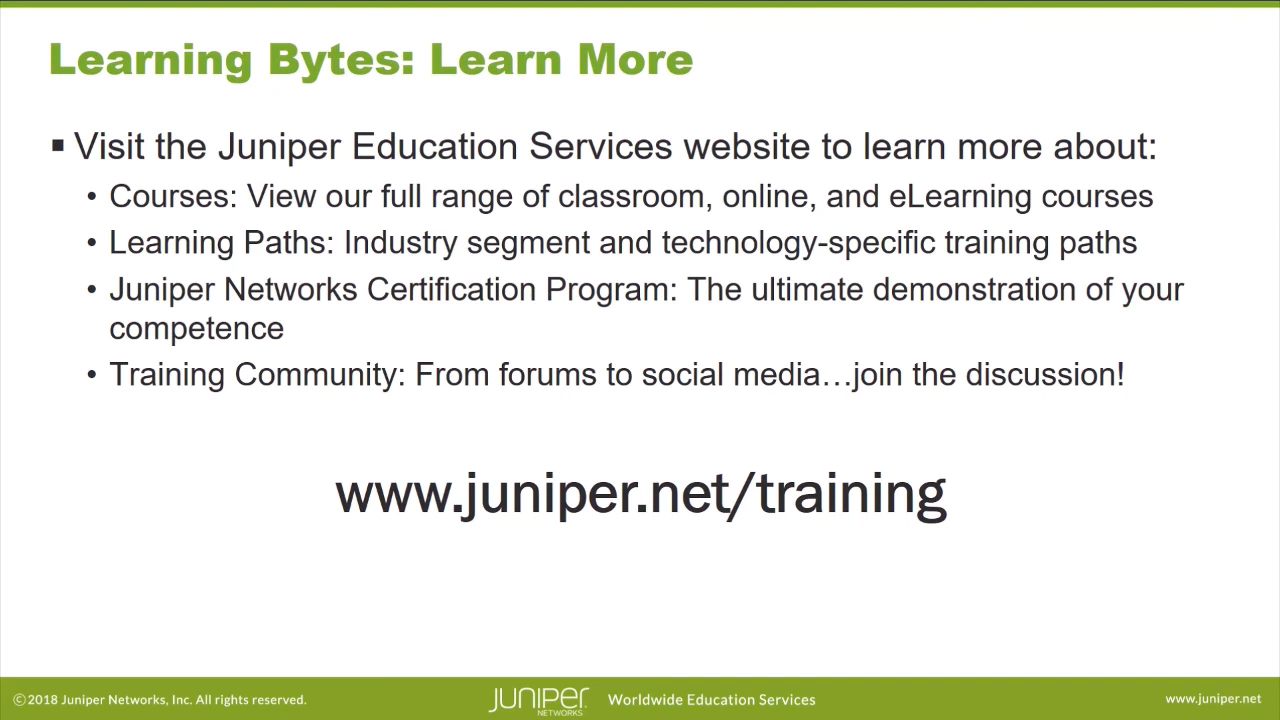 Learning Bytes: Learn More
▪ Visit the Juniper Education Services website to learn more about:
• Courses: View our full range of classroom, online, and eLearning courses
• Learning Paths: Industry segment and technology-specific training paths
• Juniper Networks Certification Program: The ultimate demonstration of your
competence
• Training Community: From forums to social media…join the discussion!
www.juniper.net/training
©2018 Juniper Networks, Inc. All rights reserved.
JUNIPER
NETWORKS
Worldwide Education Services
www.juniper.net